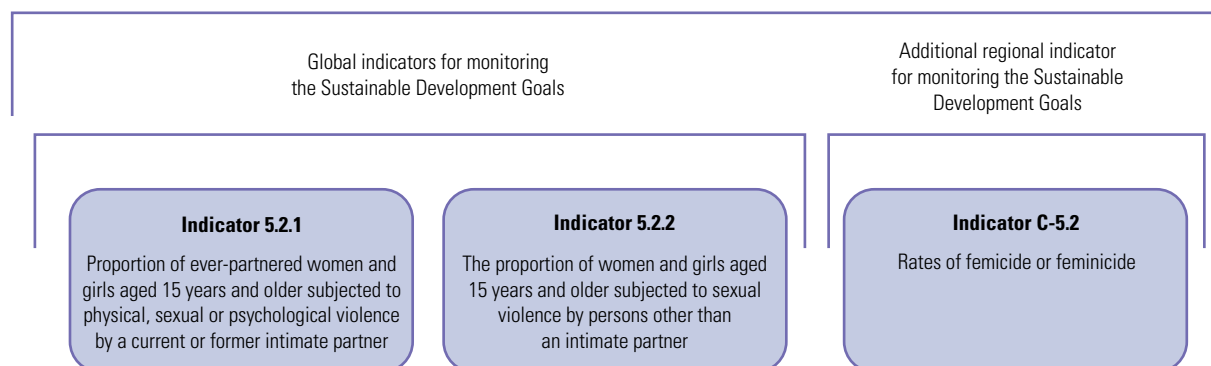 Global indicators for monitoring
the Sustainable Development Goals
Additional regional indicator
for monitoring the Sustainable
Development Goals
Indicator 5.2.1
Proportion of ever-partnered women and
girls aged 15 years and older subjected to
physical, sexual or psychological violence
by a current or former intimate partner
Indicator 5.2.2
The proportion of women and girls aged
15 years and older subjected to sexual
violence by persons other than
an intimate partner
Indicator C-5.2
Rates of femicide or feminicide